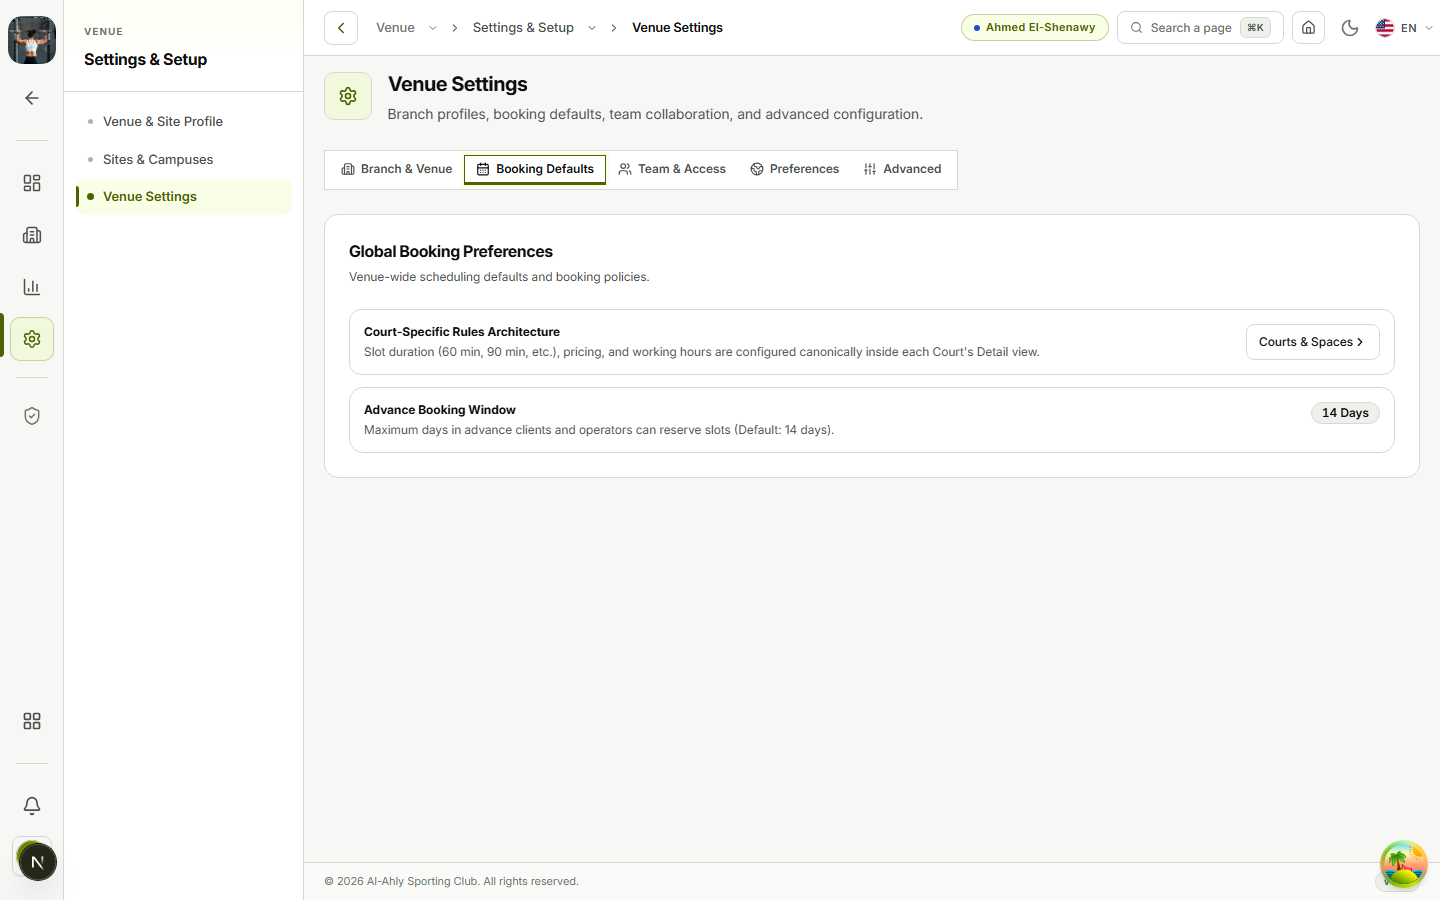 VENUE
Settings & Setup
Venue & Site Profile
Sites & Campuses
Venue Settings
Venue
Settings & Setup
Venue Settings
Ahmed El-Shenawy
Search a page
⌘K
EN
Venue Settings
Branch profiles, booking defaults, team collaboration, and advanced configuration.
Branch & Venue
Booking Defaults
Team & Access
Preferences
Advanced
Global Booking Preferences
Venue-wide scheduling defaults and booking policies.
Court-Specific Rules Architecture
Slot duration (60 min, 90 min, etc.), pricing, and working hours are configured canonically inside each Court's Detail view.
Courts & Spaces
Advance Booking Window
Maximum days in advance clients and operators can reserve slots (Default: 14 days).
14 Days
N
© 2026 Al-Ahly Sporting Club. All rights reserved.